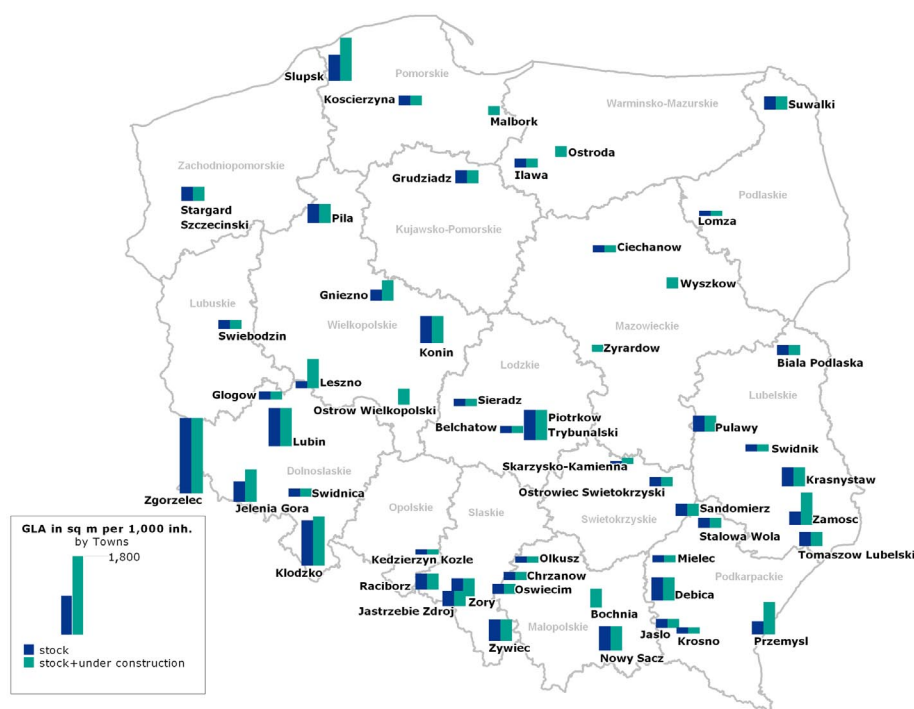 Slupsk
Pomorskie
Koscierzyna
Malbork
Warminsko-Mazurskie
Suwalki
Zachodniopomorskie
Stargard
Szczecinski
Grudziadz
Ilawa
Ostroda
Pila
Kujawsko-Pomorskie
Podlaskie
Lomza
Ciechanow
Wyszkow
Gniezno
Lubuskie
Swiebodzin
Wielkopolskie
Konin
Mazowieckie
Zyrardow
Biala Podlaska
Lodzkie
Leszno
Glogow
Ostrow Wielkopolski
Sieradz
Lubelskie
Lubin
Belchatow
Piotrkow
Trybunalski
Pulawy
Swidnik
Zgorzelec
Dolnoslaskie
Jelenia Gora
Swidnica
Skarzysko-Kamienna
Ostrowiec Swietokrzyski
Krasnystaw
Opolskie
Slaskie
Swietokrzyskie
Sandomierz
Stalowa Wola
Zamosc
Tomaszow Lubelski
Klodzko
Kedzierzyn Kozle
Olkusz
Mielec
Podkarpackie
Raciborz
Chrzanow
Oswiecim
Zory
Jastrzebie Zdroj
Bochnia
Debica
Zywiec
Malopolskie
Nowy Sacz
Jaslo
Krosno
Przemysl
GLA in sq m per 1,000 inh.
by Towns
1,800
stock
stock+under construction